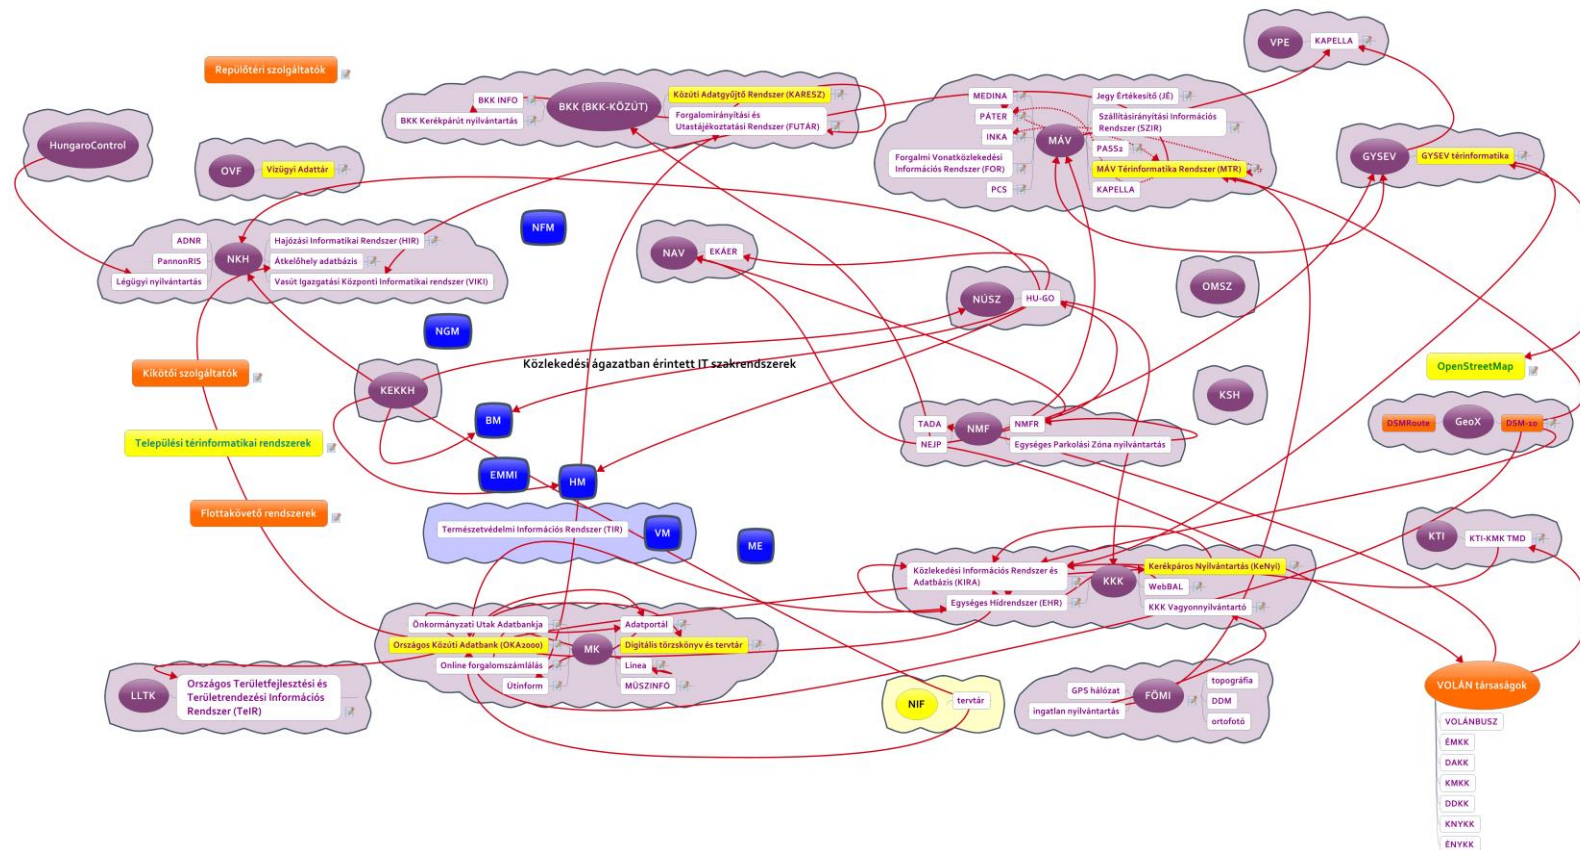 VPE
KAPELLA
Repülőtéri szolgáltatók
BKK INFO
BKK Kerékpárút nyilvántartás
BKK (BKK-KÖZÚT)
Közúti Adatgyűjtő Rendszer (KARESZ)
Forgalomirányítási és
Utastájékoztatási Rendszer (FUTÁR)
MEDINA
PÁTER
INKA
Forgalmi Vonatközlekedési
Információs Rendszer (FOR)
PCS
MÁV
Jegy Értékesítő (JÉ)
Szállításirányítási Információs
Rendszer (SZIR)
PASS2
MÁV Térinformatika Rendszer (MTR)
KAPELLA
HungaroControl
GYSEV
GYSEV térinformatika
OVF
Vízügyi Adattár
NFM
ADNR
PannonRIS
Légügyi nyilvántartás
NKH
Hajózási Informatikai Rendszer (HIR)
Átkelőhely adatbázis
Vasút Igazgatási Központi Informatikai rendszer (VIKI)
NAV
EKÁER
NÚSZ
HU-GO
OMSZ
NGM
Közlekedési ágazatban érintett IT szakrendszerek
Kikötői szolgáltatók
KEKKH
OpenStreetMap
KSH
BM
TADA
NEJP
NMF
NMFR
Egységes Parkolási Zóna nyilvántartás
DSMRoute
GeoX
DSM-10
Települési térinformatikai rendszerek
EMMI
HM
Flottakövető rendszerek
Természetvédelmi Információs Rendszer (TIR)
VM
ME
KTI
KTI-KMK TMD
Közlekedési Információs Rendszer és
Adatbázis (KIRA)
Egységes Hídrendszer (EHR)
KKK
Kerékpáros Nyilvántartás (KeNyi)
WebBAL
KKK Vagyonnyilvántartó
Önkormányzati Utak Adatbankja
Országos Közúti Adatbank (OKA2000)
Online forgalomszámlálás
Útinform
MK
Adatportál
Digitális törzskönyv és tervtár
Linea
MŰSZINFÓ
LLTK
Országos Területfejlesztési és
Területrendezési Információs
Rendszer (TeIR)
NIF
tervtár
GPS hálózat
ingatlan nyilvántartás
FÖMI
topográfia
DDM
ortofotó
VOLÁN társaságok
VOLÁNBUSZ
ÉMKK
DAKK
KMKK
DDKK
KNYKK
ÉNYKK